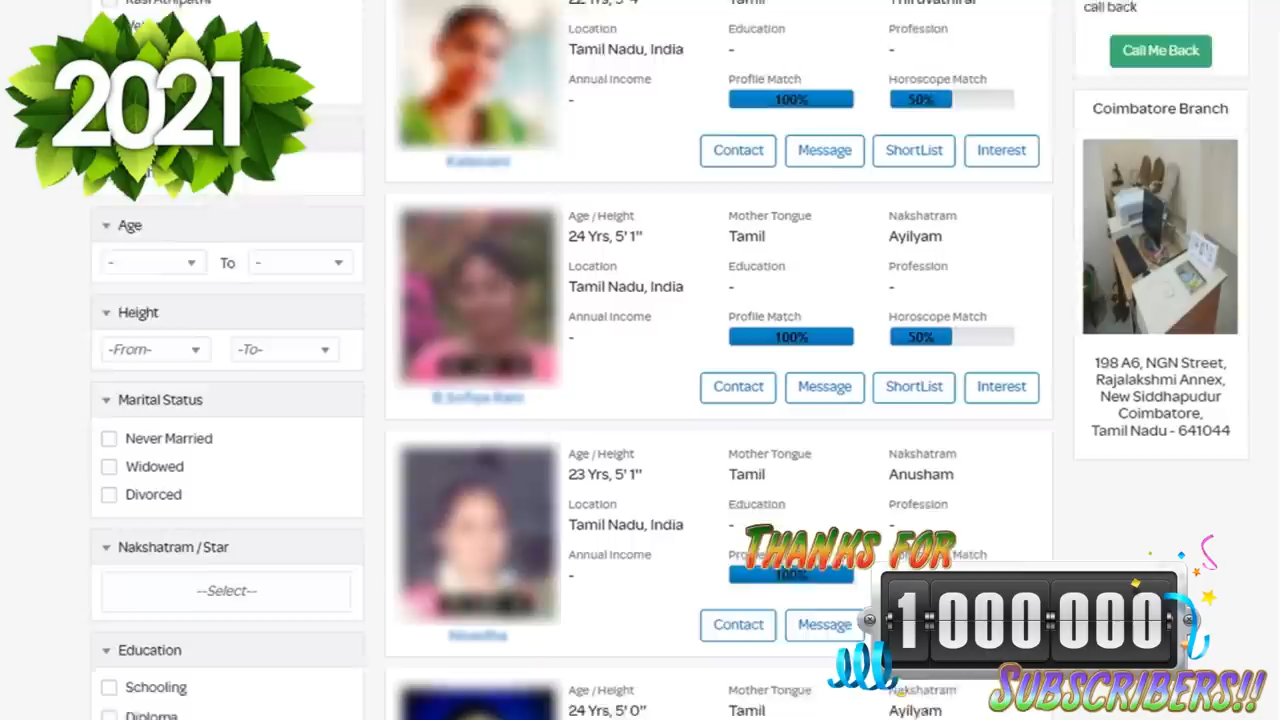 2021
Age
-
To
-
Height
-From-
-To-
Marital Status
Never Married
Widowed
Divorced
Nakshatram / Star
--Select--
Education
Schooling
Diploma
Location
Education
Profession
Tamil Nadu, India
-
-
Annual Income
Profile Match
Horoscope Match
-
100%
50%
Contact
Message
ShortList
Interest
Age / Height
Mother Tongue
Nakshatram
24 Yrs, 5' 1"
Tamil
Ayilyam
Location
Education
Profession
Tamil Nadu, India
-
-
Annual Income
Profile Match
Horoscope Match
-
100%
50%
Contact
Message
ShortList
Interest
Age / Height
Mother Tongue
Nakshatram
23 Yrs, 5' 1"
Tamil
Anusham
Location
Education
Profession
Tamil Nadu, India
-
-
Annual Income
Match
-
100%
Contact
Message
Age / Height
Mother Tongue
Nakshatram
24 Yrs, 5' 0"
Tamil
Ayilyam
call back
Call Me Back
Coimbatore Branch
198 A6, NGN Street,
Rajalakshmi Annex,
New Siddhapudur
Coimbatore,
Tamil Nadu - 641044
THANKS FOR
1 000 000
SUBSCRIBERS!!